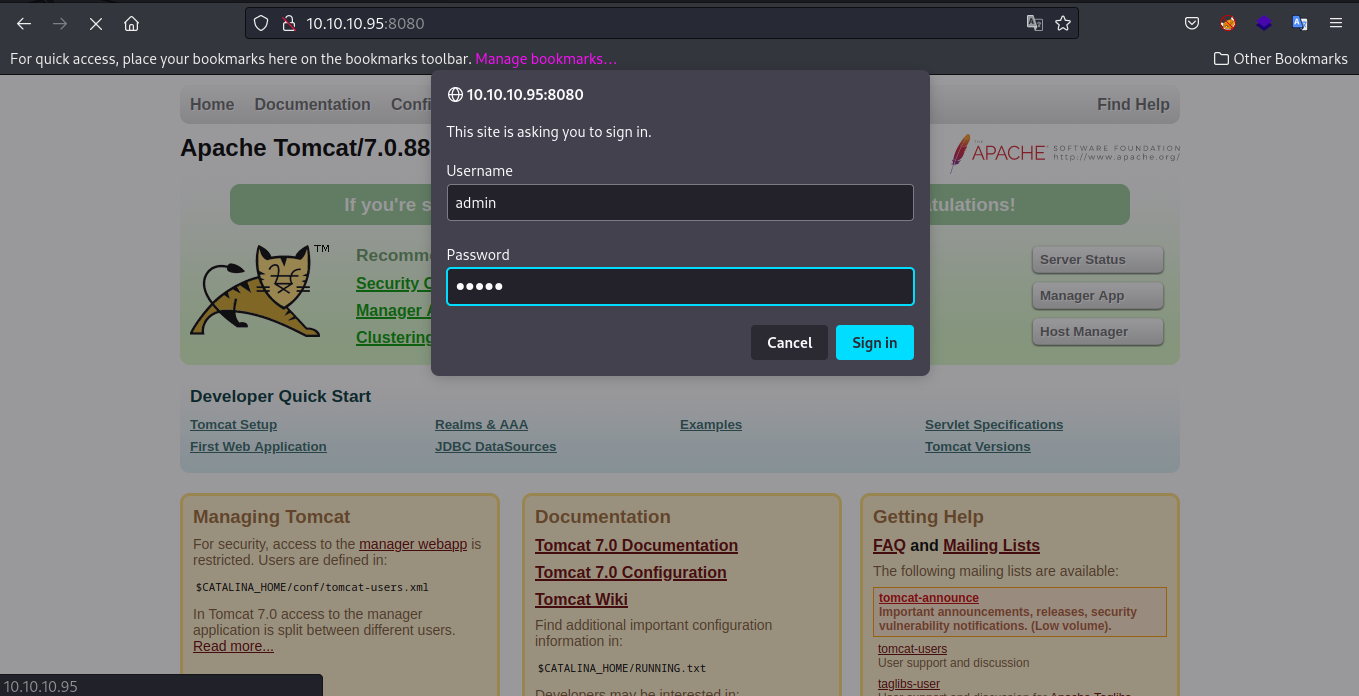 10.10.10.95:8080
For quick access, place your bookmarks here on the bookmarks toolbar. Manage bookmarks…
Other Bookmarks
10.10.10.95:8080
This site is asking you to sign in.
Username
admin
Password
Cancel
Sign in
Home Documentation Confi Find Help
Apache Tomcat/7.0.88
APACHE SOFTWARE FOUNDATION
http://www.apache.org/
If you're s tulations!
TM
Recomm
Security C
Manager A
Clustering
Server Status
Manager App
Host Manager
Developer Quick Start
Tomcat Setup Realms & AAA Examples Servlet Specifications
First Web Application JDBC DataSources Tomcat Versions
Managing Tomcat
For security, access to the manager webapp is
restricted. Users are defined in:
$CATALINA_HOME/conf/tomcat-users.xml
In Tomcat 7.0 access to the manager
application is split between different users.
Read more...
Documentation
Tomcat 7.0 Documentation
Tomcat 7.0 Configuration
Tomcat Wiki
Find additional important configuration
information in:
$CATALINA_HOME/RUNNING.txt
Developers may be interested in:
Getting Help
FAQ and Mailing Lists
The following mailing lists are available:
tomcat-announce
Important announcements, releases, security
vulnerability notifications. (Low volume).
tomcat-users
User support and discussion
taglibs-user
User support and discussion for Apache Taglibs
10.10.10.95